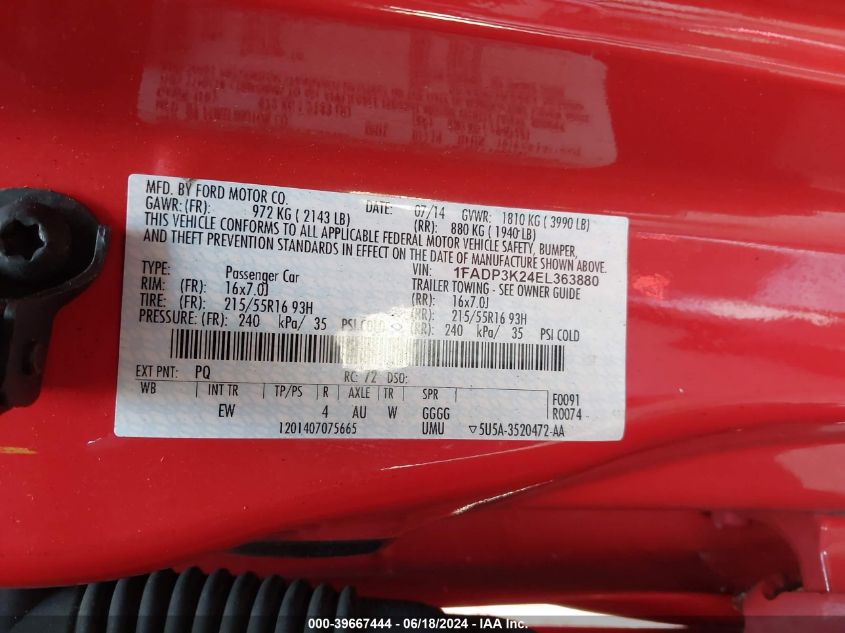 MFD. BY FORD MOTOR CO.
DATE: 07/14 GVWR: 1810 KG ( 3990 LB)
GAWR:(FR): 972 KG ( 2143 LB) (RR): 880 KG ( 1940 LB)
THIS VEHICLE CONFORMS TO ALL APPLICABLE FEDERAL MOTOR VEHICLE SAFETY, BUMPER,
AND THEFT PREVENTION STANDARDS IN EFFECT ON THE DATE OF MANUFACTURE SHOWN ABOVE.
VIN: 1FADP3K24EL363880
TYPE: Passenger Car TRAILER TOWING - SEE OWNER GUIDE
RIM: (FR): 16x7.0J (RR): 16x7.0J
TIRE: (FR): 215/55R16 93H (RR): 215/55R16 93H
PRESSURE: (FR): 240 kPa/ 35 PSI COLD (RR): 240 kPa/ 35 PSI COLD
EXT PNT: PQ RC: 72 DSO:
WB INT TR TP/PS R AXLE TR SPR F0091
EW 4 AU W GGGG R0074
1201407075665 UMU ▽5U5A-3520472-AA
000-39667444 - 06/18/2024 - IAA Inc.